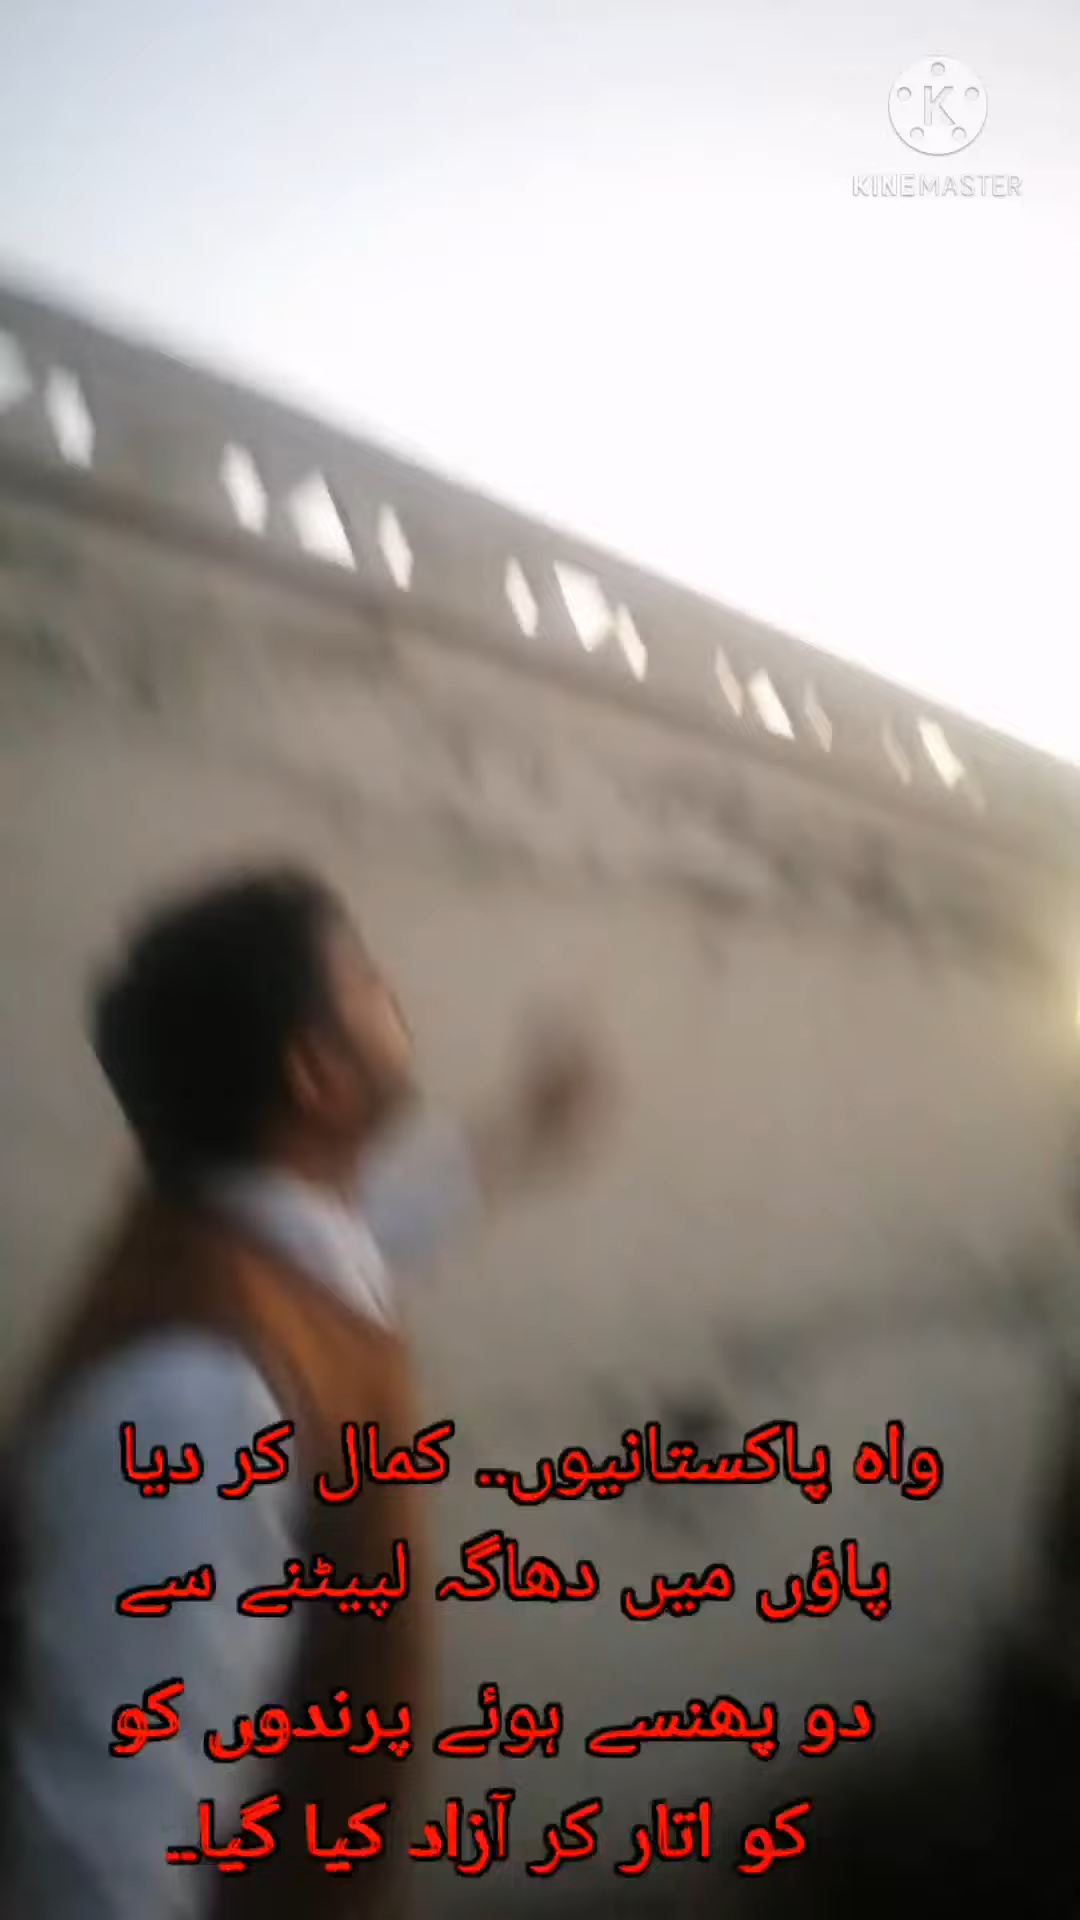 KINEMASTER
واہ پاکستانیوں.. کمال کر دیا
پاؤں میں دھاگہ لپیٹنے سے
دو پھنسے ہوئے پرندوں کو
کو اتار کر آزاد کیا گیا..